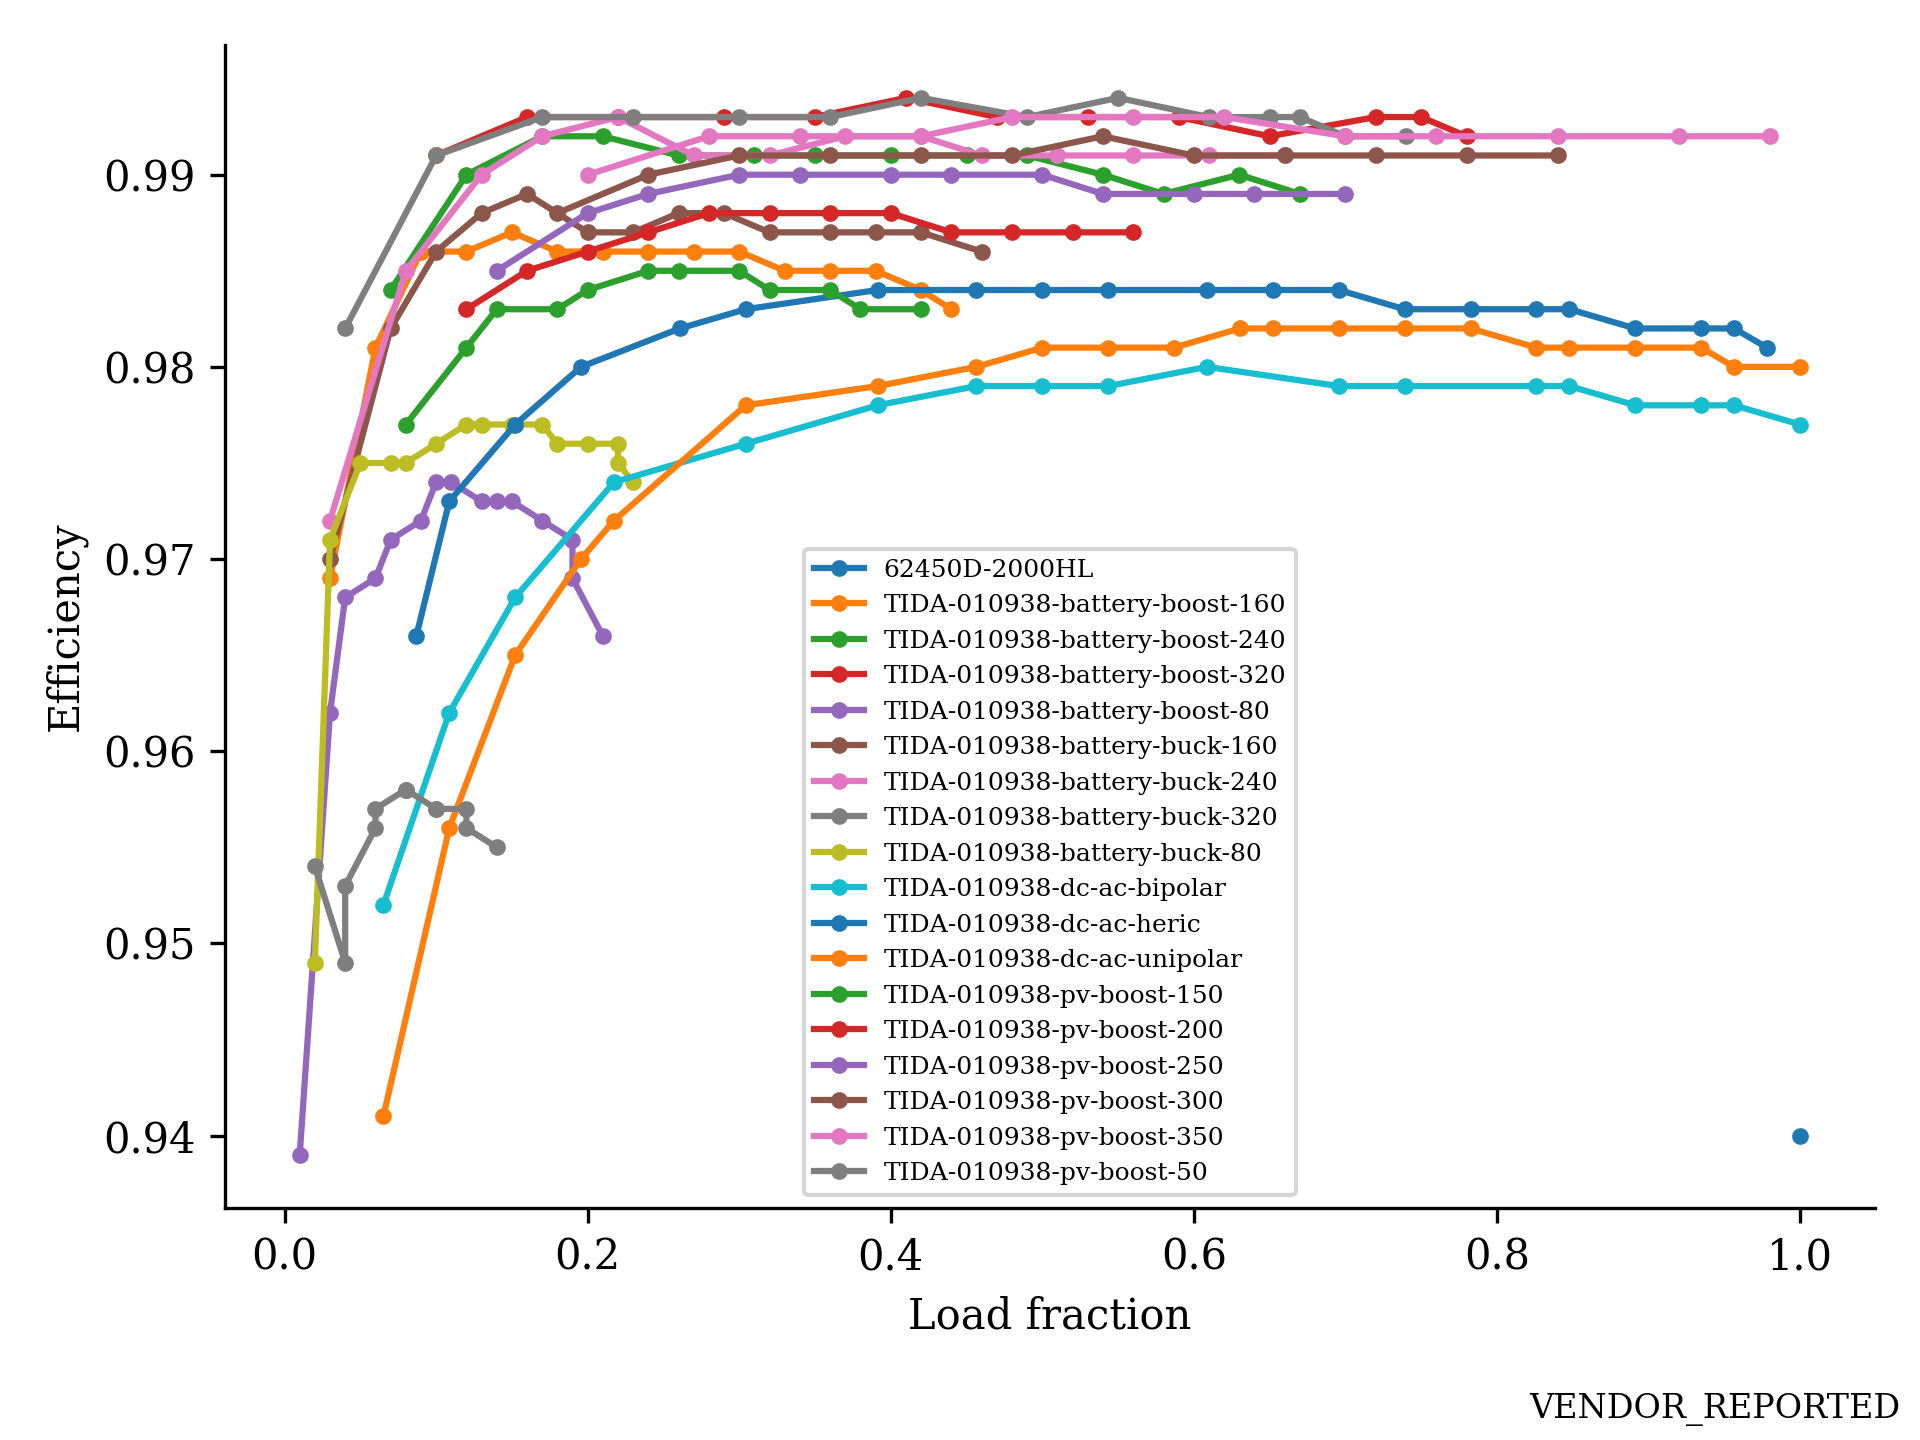 0.99
0.98
0.97
0.96
0.95
0.94
Efficiency
62450D-2000HL
TIDA-010938-battery-boost-160
TIDA-010938-battery-boost-240
TIDA-010938-battery-boost-320
TIDA-010938-battery-boost-80
TIDA-010938-battery-buck-160
TIDA-010938-battery-buck-240
TIDA-010938-battery-buck-320
TIDA-010938-battery-buck-80
TIDA-010938-dc-ac-bipolar
TIDA-010938-dc-ac-heric
TIDA-010938-dc-ac-unipolar
TIDA-010938-pv-boost-150
TIDA-010938-pv-boost-200
TIDA-010938-pv-boost-250
TIDA-010938-pv-boost-300
TIDA-010938-pv-boost-350
TIDA-010938-pv-boost-50
0.0 0.2 0.4 0.6 0.8 1.0
Load fraction
VENDOR_REPORTED